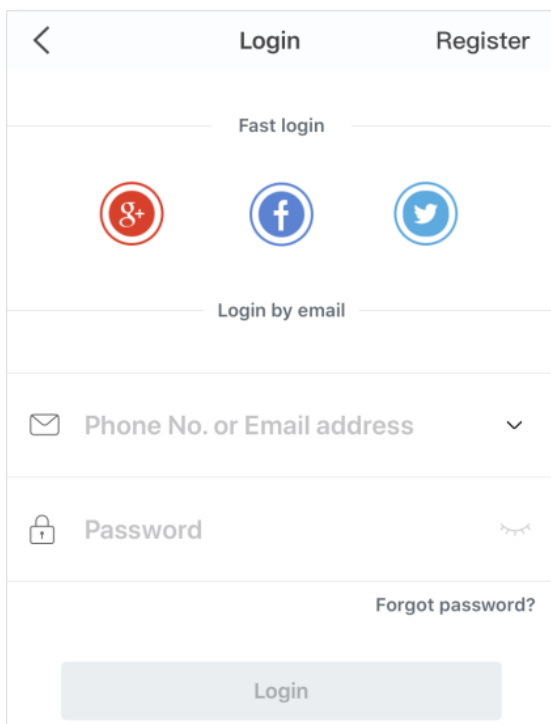 Login Register
Fast login
g+ f
Login by email
Phone No. or Email address
Password
Forgot password?
Login